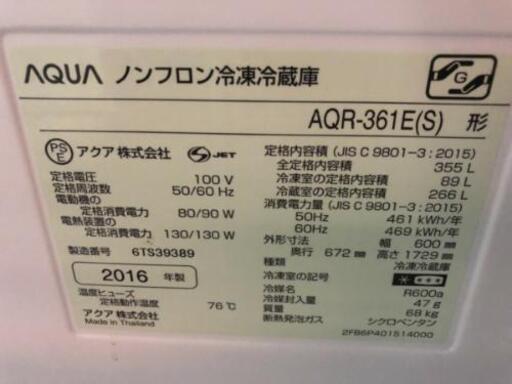 AQUA ノンフロン冷凍冷蔵庫
G
AQR-361E(S) 形
PS E アクア株式会社 S JET
定格電圧 100 V
定格周波数 50/60 Hz
電動機の
定格消費電力 80/90 W
電熱装置の
定格消費電力 130/130 W
製造番号 6TS39389
2016 年製
温度ヒューズ
定格動作温度 76℃
アクア株式会社
Made in Thailand
定格内容積 (JIS C 9801-3 : 2015)
全定格内容積 355 L
冷凍室の定格内容積 89 L
冷蔵室の定格内容積 266 L
消費電力量 (JIS C 9801-3 : 2015)
50Hz 461 kWh/年
60Hz 469 kWh/年
外形寸法 幅 600 mm
奥行 672 mm 高さ 1729 mm
種類 冷凍冷蔵庫
冷凍室の記号
冷媒 R600a
冷媒封入量 47 g
質量 68 kg
断熱発泡ガス シクロペンタン
2FB6P401514000